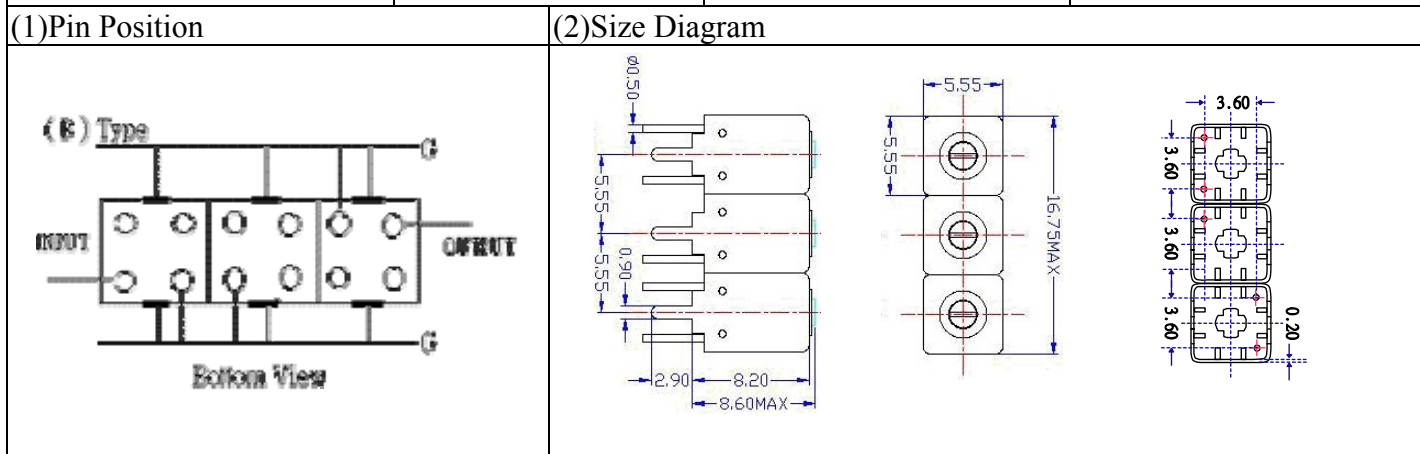 (1)Pin Position
(2)Size Diagram
(B) Type
G
INPUT
OUTPUT
G
Bottom View
Ø0.50
5.55
5.55
0.90
2.90
8.20
8.60MAX
5.55
5.55
16.75MAX
3.60
3.60
3.60
3.60
0.20